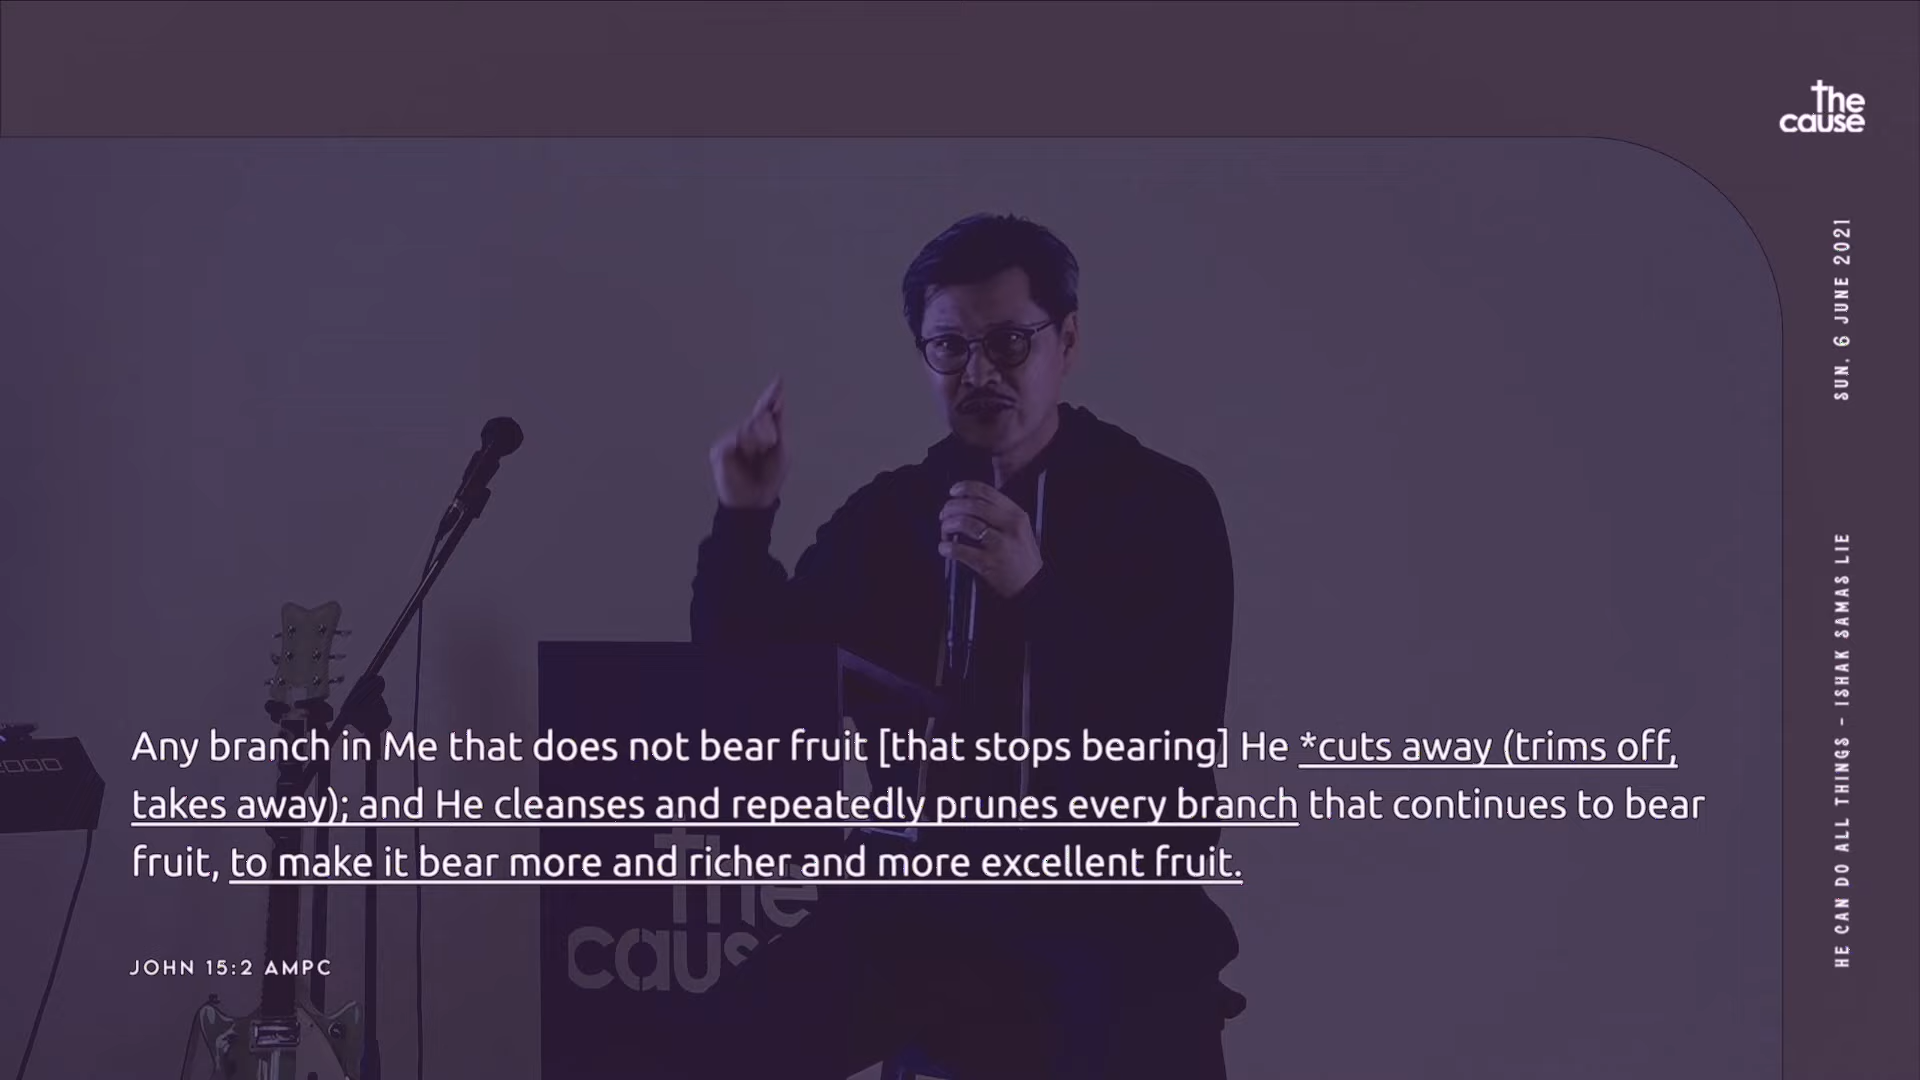 the
cause
SUN, 6 JUNE 2021
HE CAN DO ALL THINGS - ISHAK SAMAS LIE
Any branch in Me that does not bear fruit [that stops bearing] He *cuts away (trims off,
takes away); and He cleanses and repeatedly prunes every branch that continues to bear
fruit, to make it bear more and richer and more excellent fruit.
JOHN 15:2 AMPC
the
cause